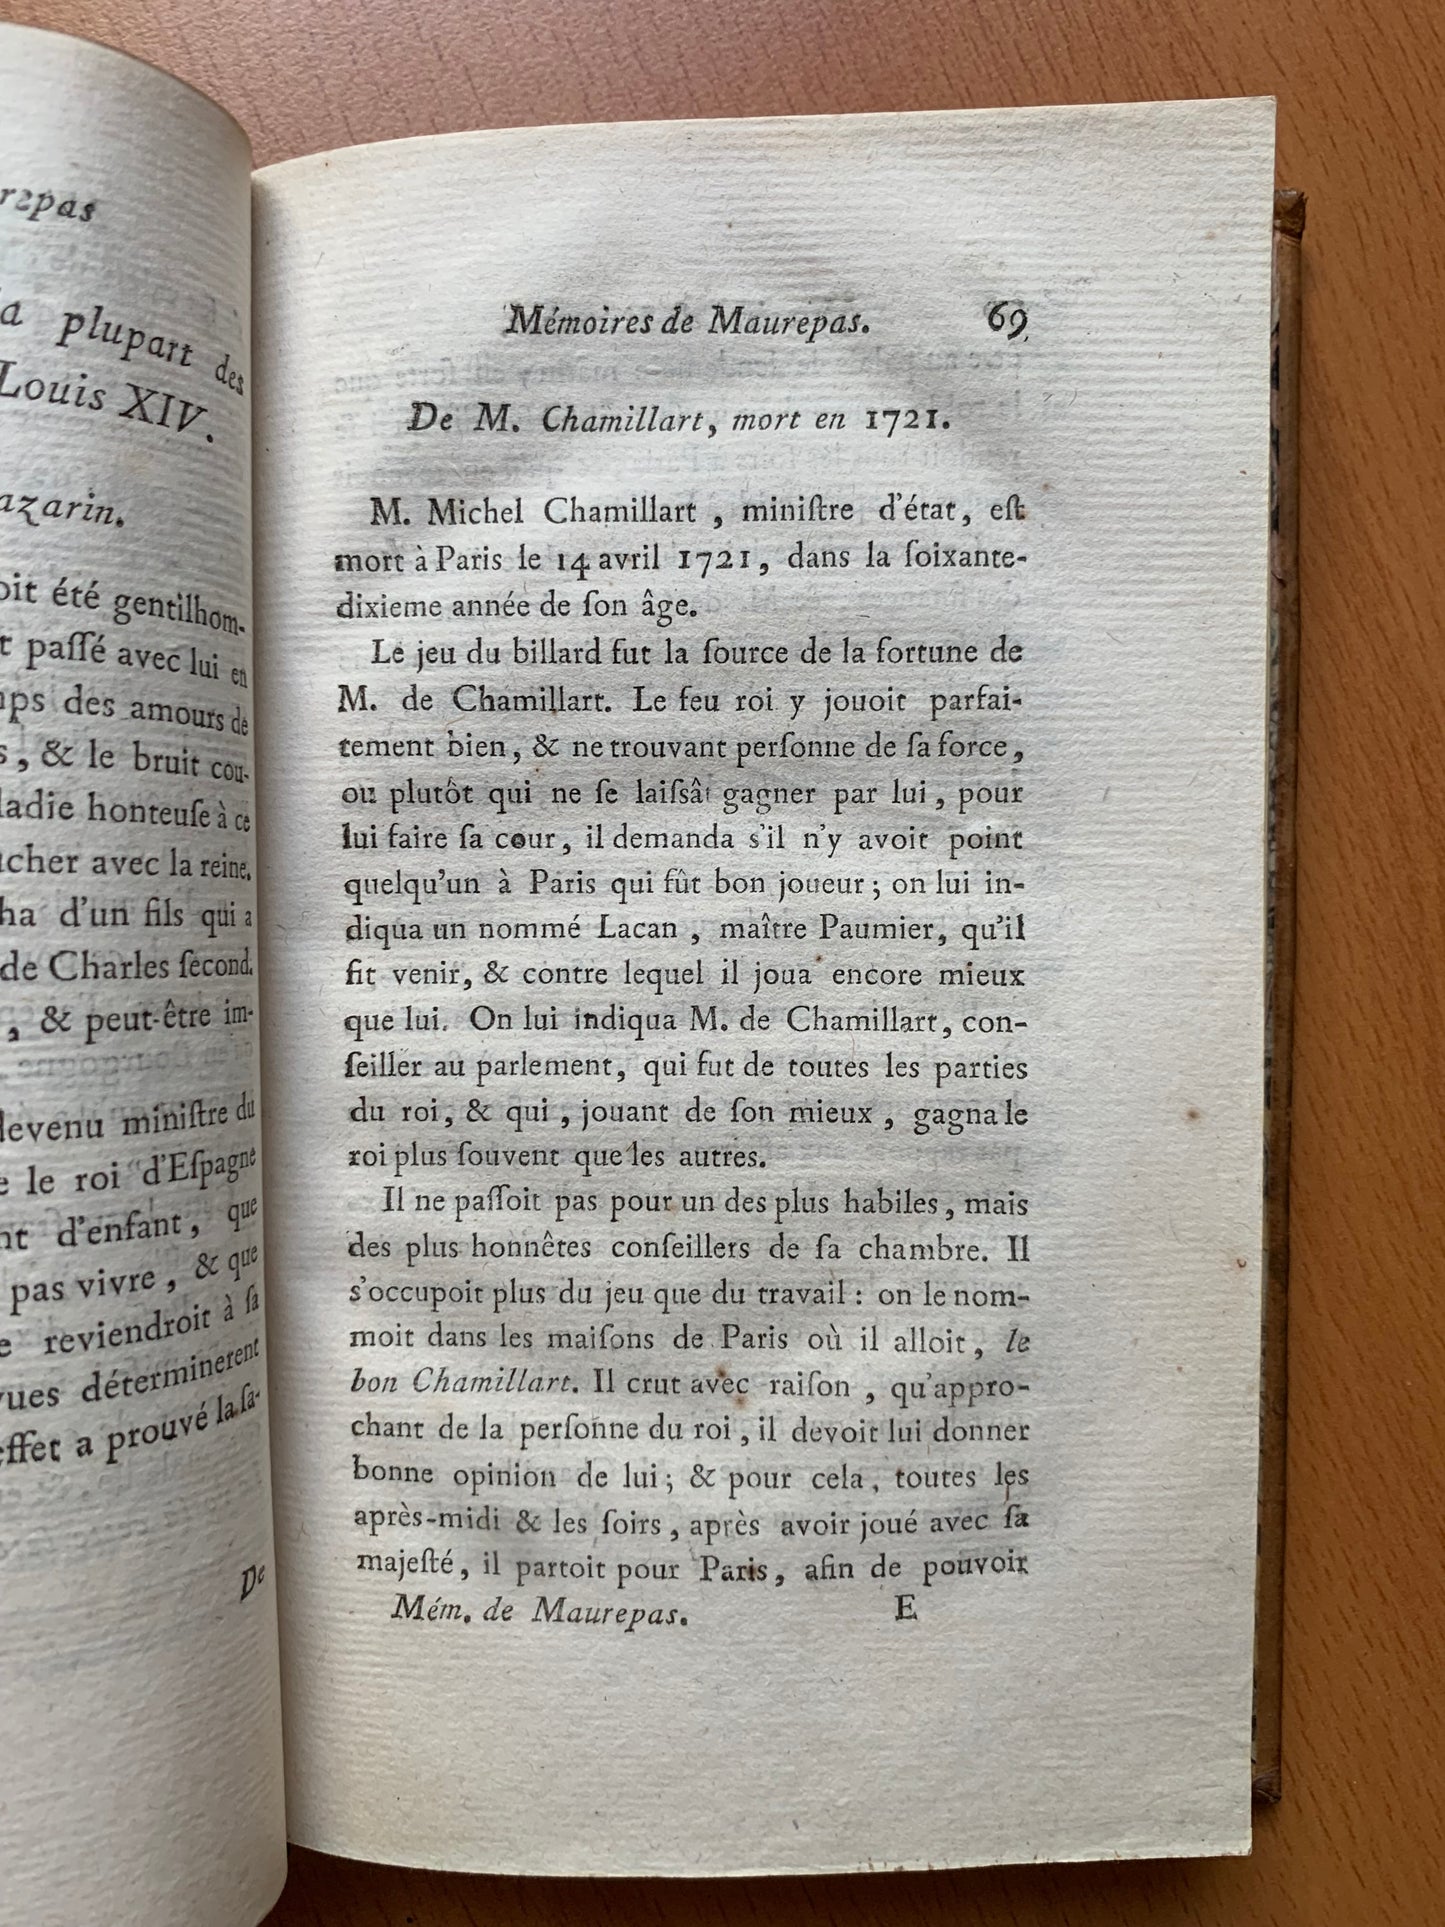 repas
la plupart des
Louis XIV.
azarin.
oit été gentilhom-
t paſſé avec lui en
mps des amours de
s, & le bruit cou-
ladie honteuſe à ce
ucher avec la reine.
ha d'un fils qui a
de Charles ſecond.
, & peut-être im-
devenu miniſtre du
e le roi d'Eſpagne
nt d'enfant, que
pas vivre, & que
e reviendroit à ſa
vues déterminerent
effet a prouvé la ſa-
De
Mémoires de Maurepas. 69
De M. Chamillart, mort en 1721.
M. Michel Chamillart, miniſtre d'état, eſt
mort à Paris le 14 avril 1721, dans la ſoixante-
dixieme année de ſon âge.
Le jeu du billard fut la ſource de la fortune de
M. de Chamillart. Le feu roi y jouoit parfai-
tement bien, & ne trouvant perſonne de ſa force,
ou plutôt qui ne ſe laiſsât gagner par lui, pour
lui faire ſa cour, il demanda s'il n'y avoit point
quelqu'un à Paris qui fût bon joueur; on lui in-
diqua un nommé Lacan, maître Paumier, qu'il
fit venir, & contre lequel il joua encore mieux
que lui. On lui indiqua M. de Chamillart, con-
ſeiller au parlement, qui fut de toutes les parties
du roi, & qui, jouant de ſon mieux, gagna le
roi plus ſouvent que les autres.
Il ne paſſoit pas pour un des plus habiles, mais
des plus honnêtes conſeillers de ſa chambre. Il
s'occupoit plus du jeu que du travail : on le nom-
moit dans les maiſons de Paris où il alloit, le
bon Chamillart. Il crut avec raiſon, qu'appro-
chant de la perſonne du roi, il devoit lui donner
bonne opinion de lui; & pour cela, toutes les
après-midi & les ſoirs, après avoir joué avec ſa
majeſté, il partoit pour Paris, afin de pouvoir
Mém. de Maurepas. E